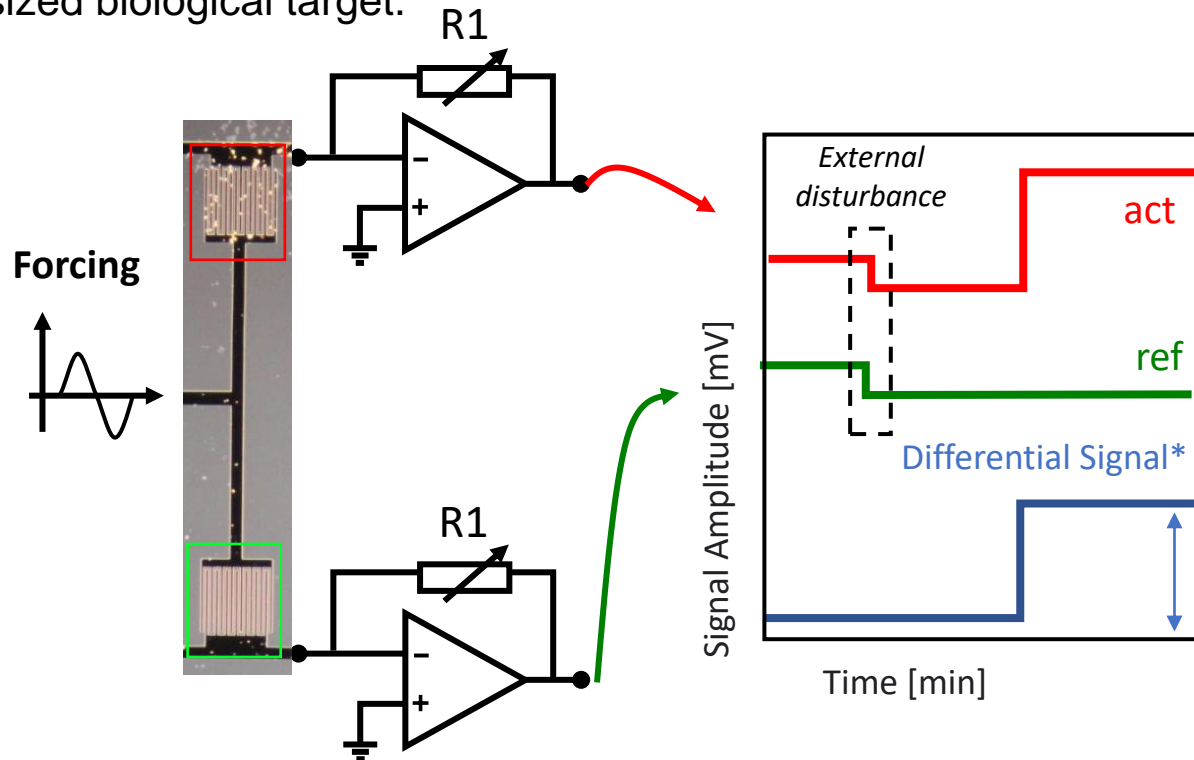 sized biological target.
R1
−
+
Forcing
R1
−
+
External
disturbance
act
ref
Differential Signal*
Signal Amplitude [mV]
Time [min]